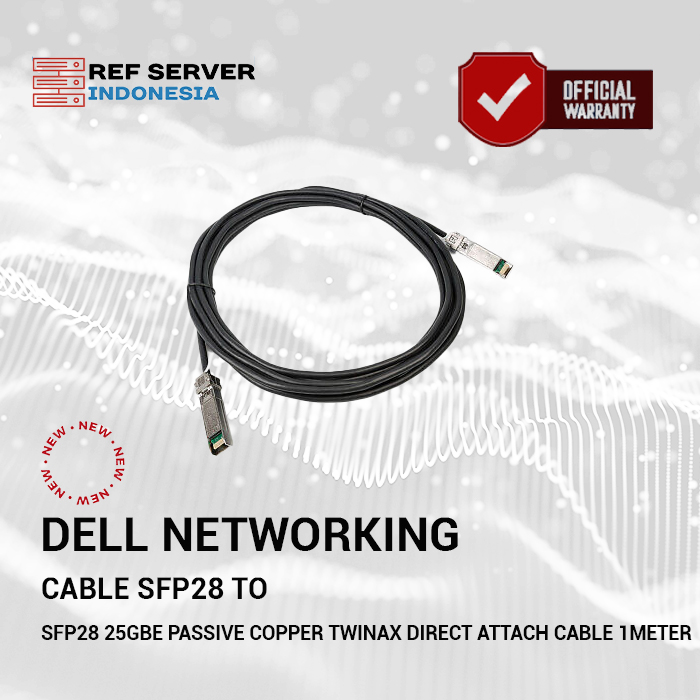 REF SERVER
INDONESIA
OFFICIAL
WARRANTY
NEW • NEW • NEW • NEW • NEW •
DELL NETWORKING
CABLE SFP28 TO
SFP28 25GBE PASSIVE COPPER TWINAX DIRECT ATTACH CABLE 1METER